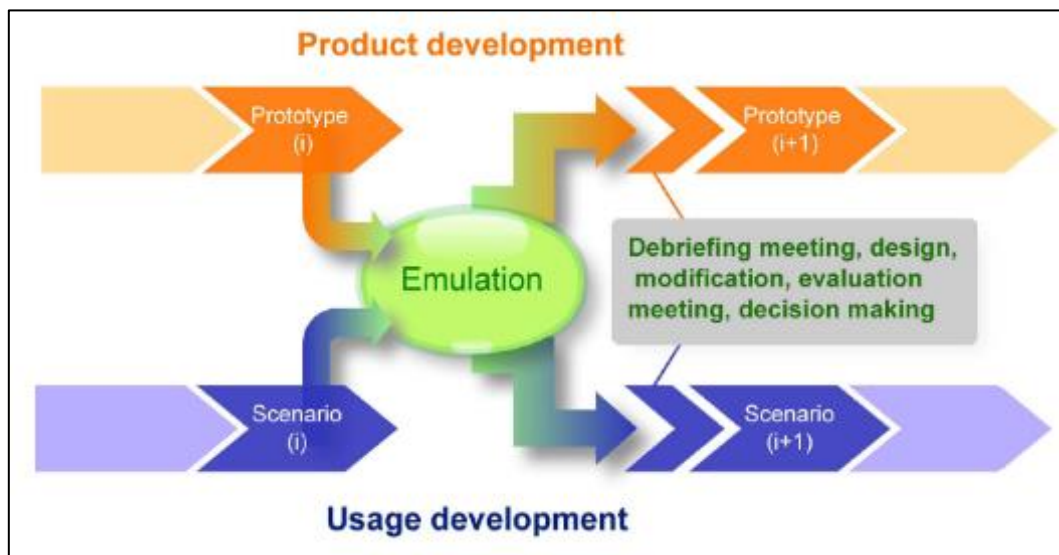 Product development
Prototype
(i)
Prototype
(i+1)
Emulation
Debriefing meeting, design,
modification, evaluation
meeting, decision making
Scenario
(i)
Scenario
(i+1)
Usage development